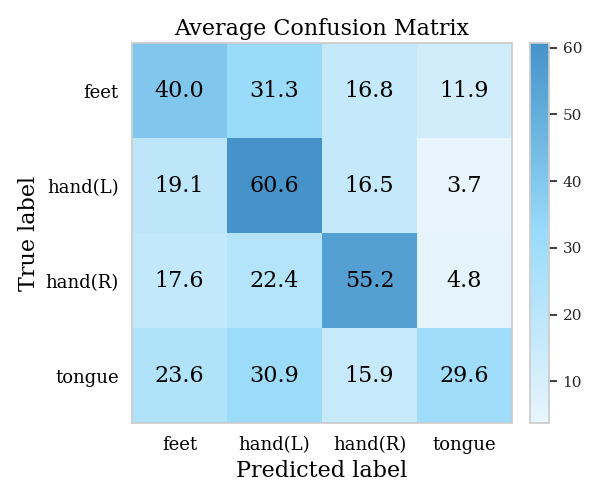 Average Confusion Matrix
feet 40.0 31.3 16.8 11.9
hand(L) 19.1 60.6 16.5 3.7
hand(R) 17.6 22.4 55.2 4.8
tongue 23.6 30.9 15.9 29.6
feet hand(L) hand(R) tongue
Predicted label
True label
60
50
40
30
20
10